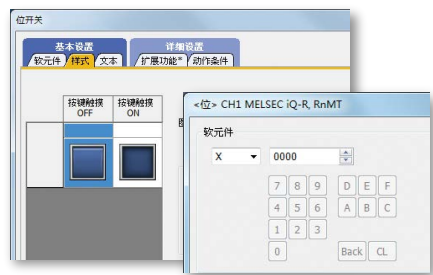 位开关
基本设置 详细设置
软元件 样式 文本 扩展功能* 动作条件
按键触摸 OFF
按键触摸 ON
<位> CH1 MELSEC iQ-R, RnMT
软元件
X 0000
7 8 9 D E F
4 5 6 A B C
1 2 3
0 Back CL